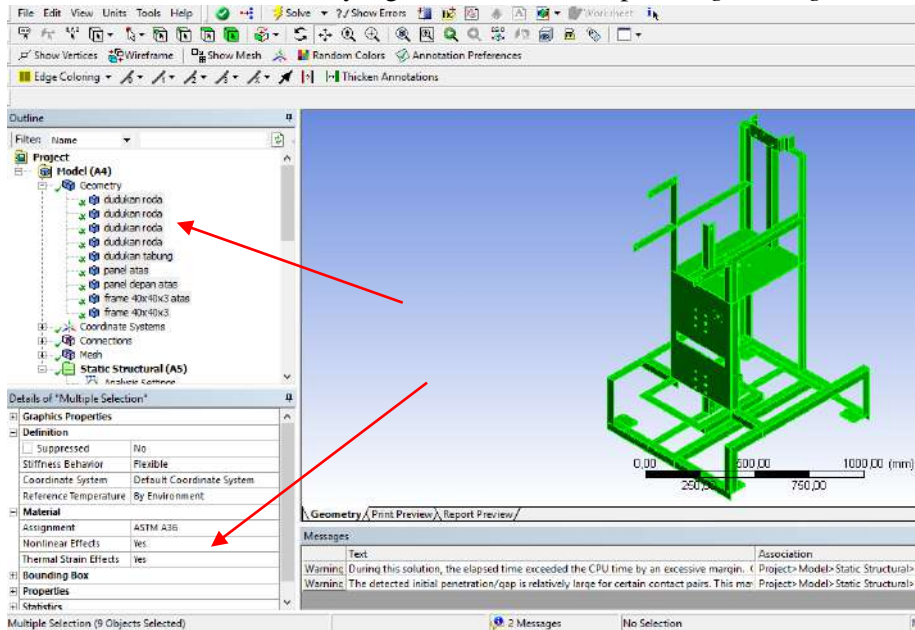 File Edit View Units Tools Help Solve ?/ Show Errors Worksheet
Show Vertices Wireframe Show Mesh Random Colors Annotation Preferences
Edge Coloring Thicken Annotations
Outline
Filter: Name
Project
Model (A4)
Geometry
dudukan roda
dudukan roda
dudukan roda
dudukan roda
dudukan tabung
panel atas
panel depan atas
frame 40x40x3 atas
frame 40x40x3
Coordinate Systems
Connections
Mesh
Static Structural (A5)
Analysis Settings
Details of "Multiple Selection"
Graphics Properties
Definition
Suppressed No
Stiffness Behavior Flexible
Coordinate System Default Coordinate System
Reference Temperature By Environment
Material
Assignment ASTM A36
Nonlinear Effects Yes
Thermal Strain Effects Yes
Bounding Box
Properties
Statistics
0,00 500,00 1000,00 (mm)
250,00 750,00
Geometry Print Preview Report Preview
Messages
Text Association
Warning During this solution, the elapsed time exceeded the CPU time by an excessive margin. Project>Model>Static Structural>
Warning The detected initial penetration/gap is relatively large for certain contact pairs. This may Project>Model>Static Structural>
Multiple Selection (9 Objects Selected) 2 Messages No Selection